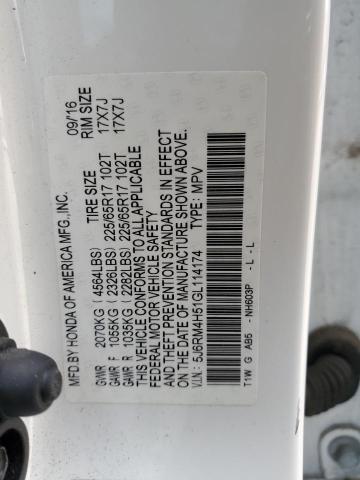 MFD.BY HONDA OF AMERICA MFG.,INC. 09/16
TIRE SIZE RIM SIZE
GVWR 2070KG ( 4564LBS)
GAWR F 1055KG ( 2328LBS) 225/65R17 102T 17X7J
GAWR R 1035KG ( 2282LBS) 225/65R17 102T 17X7J
THIS VEHICLE CONFORMS TO ALL APPLICABLE
FEDERAL MOTOR VEHICLE SAFETY
AND THEFT PREVENTION STANDARDS IN EFFECT
ON THE DATE OF MANUFACTURE SHOWN ABOVE.
V.I.N.: 5J6RM4H51GL114174 TYPE: MPV
T1W G AB5 - NH603P - L - L